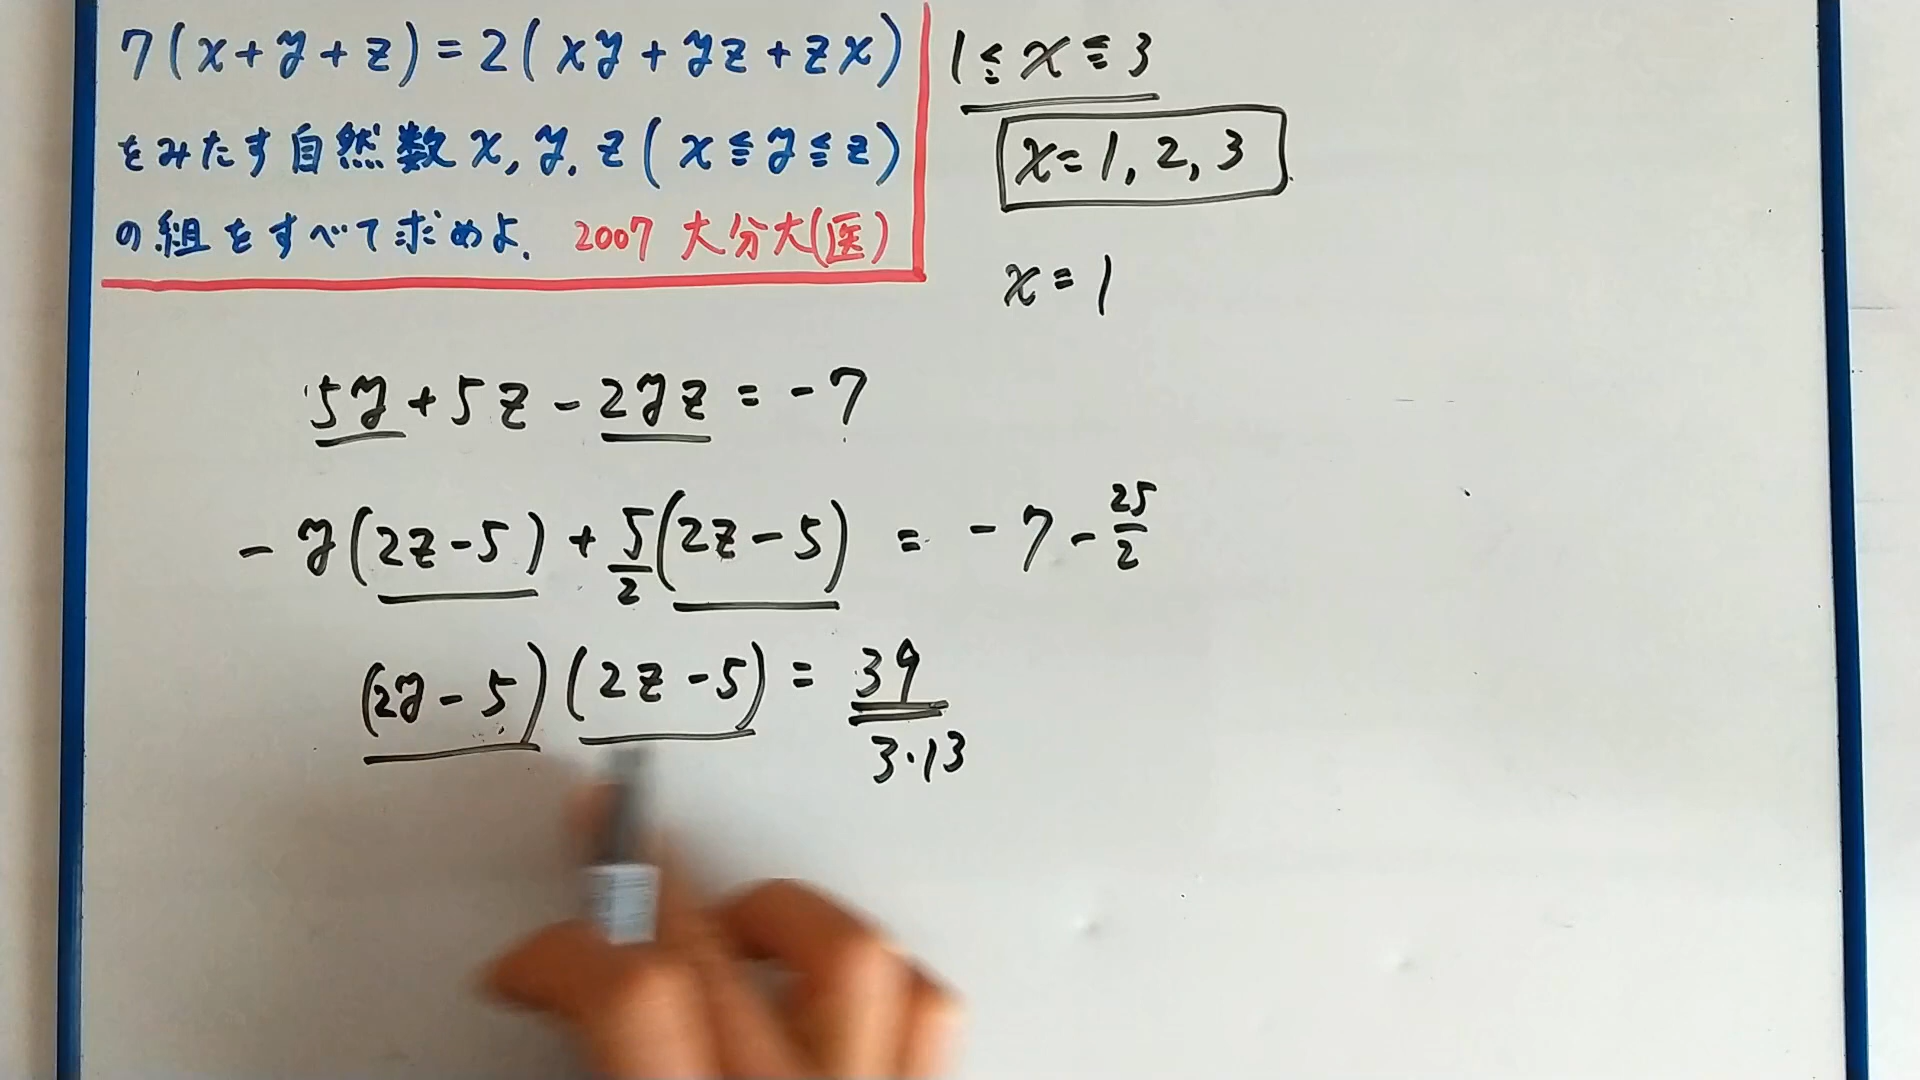 7(x+y+z)=2(xy+yz+zx)
をみたす自然数x,y,z(x≦y≦z)
の組をすべて求めよ. 2007 大分大(医)
1≦x≦3
x=1,2,3
x=1
5y+5z-2yz=-7
-y(2z-5)+5/2(2z-5)=-7-25/2
(2y-5)(2z-5)=39
3・13